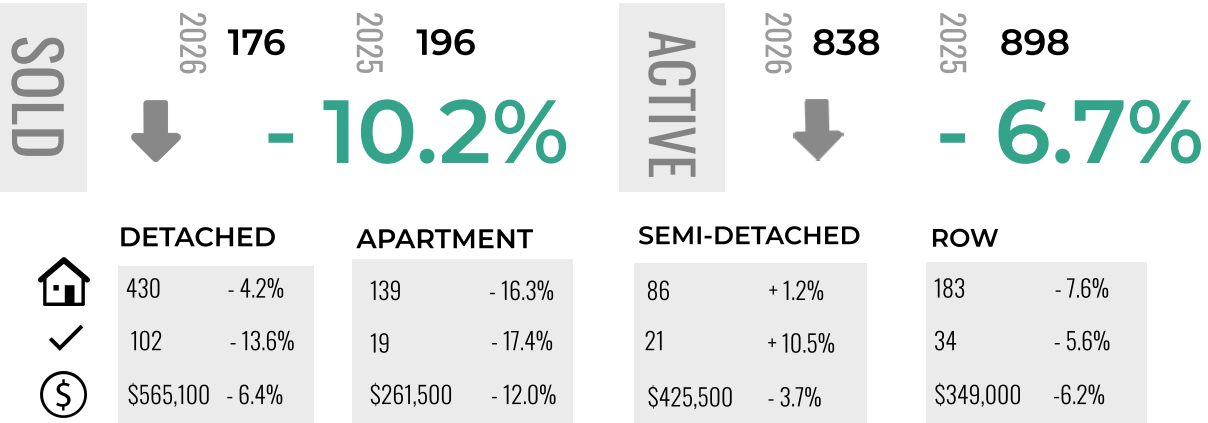 SOLD
2026 176 2025 196
- 10.2%
ACTIVE
2026 838 2025 898
- 6.7%
DETACHED
430 - 4.2%
102 - 13.6%
$565,100 - 6.4%
APARTMENT
139 - 16.3%
19 - 17.4%
$261,500 - 12.0%
SEMI-DETACHED
86 + 1.2%
21 + 10.5%
$425,500 - 3.7%
ROW
183 - 7.6%
34 - 5.6%
$349,000 -6.2%